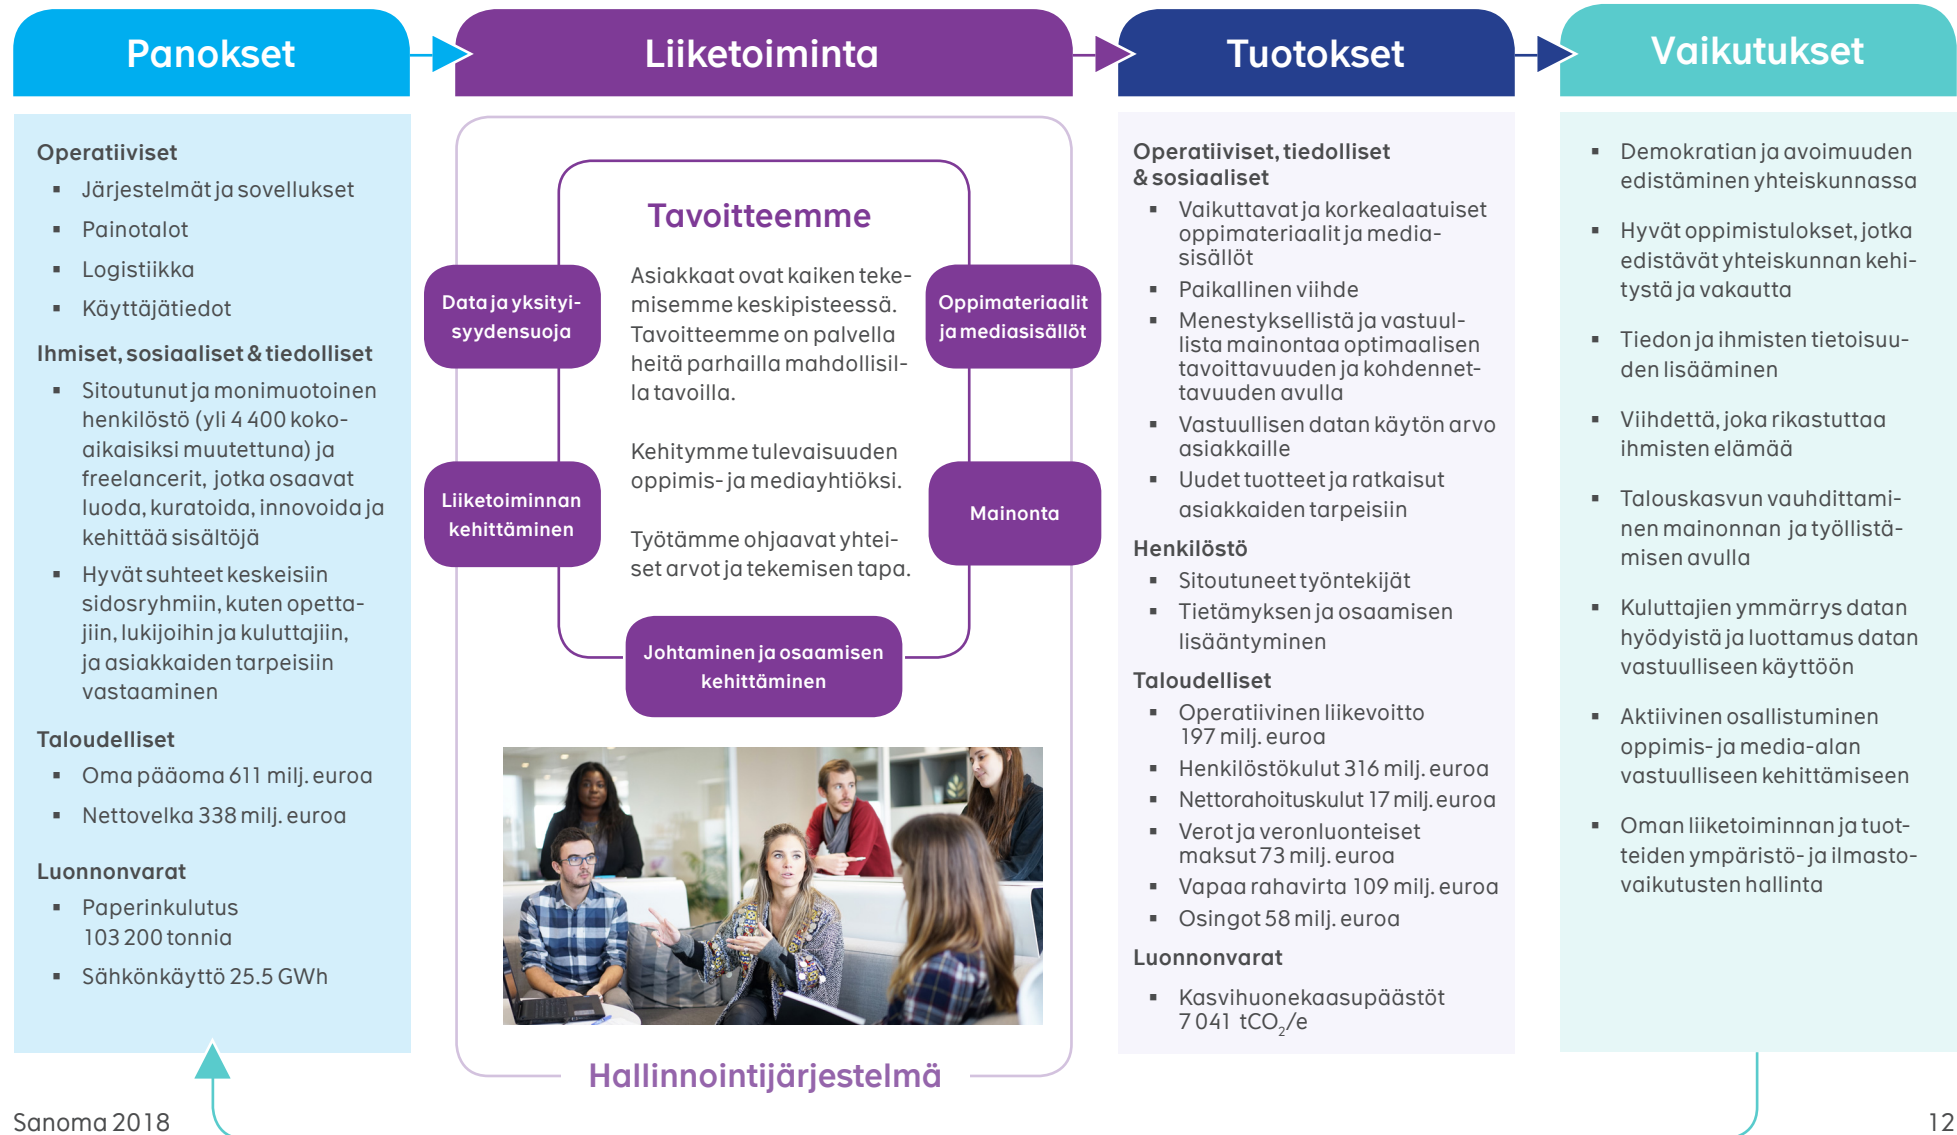 Panokset
Liiketoiminta
Tuotokset
Vaikutukset
Operatiiviset
▪ Järjestelmät ja sovellukset
▪ Painotalot
▪ Logistiikka
▪ Käyttäjätiedot
Ihmiset, sosiaaliset & tiedolliset
▪ Sitoutunut ja monimuotoinen
henkilöstö (yli 4 400 koko-
aikaisiksi muutettuna) ja
freelancerit, jotka osaavat
luoda, kuratoida, innovoida ja
kehittää sisältöjä
▪ Hyvät suhteet keskeisiin
sidosryhmiin, kuten opetta-
jiin, lukijoihin ja kuluttajiin,
ja asiakkaiden tarpeisiin
vastaaminen
Taloudelliset
▪ Oma pääoma 611 milj. euroa
▪ Nettovelka 338 milj. euroa
Luonnonvarat
▪ Paperinkulutus
103 200 tonnia
▪ Sähkönkäyttö 25.5 GWh
Tavoitteemme
Asiakkaat ovat kaiken teke-
misemme keskipisteessä.
Tavoitteemme on palvella
heitä parhailla mahdollisil-
la tavoilla.
Kehitymme tulevaisuuden
oppimis- ja mediayhtiöksi.
Työtämme ohjaavat yhtei-
set arvot ja tekemisen tapa.
Data ja yksityi-
syydensuoja
Oppimateriaalit
ja mediasisällöt
Liiketoiminnan
kehittäminen
Mainonta
Johtaminen ja osaamisen
kehittäminen
Hallinnointijärjestelmä
Operatiiviset, tiedolliset
& sosiaaliset
▪ Vaikuttavat ja korkealaatuiset
oppimateriaalit ja media-
sisällöt
▪ Paikallinen viihde
▪ Menestyksellistä ja vastuul-
lista mainontaa optimaalisen
tavoittavuuden ja kohdennet-
tavuuden avulla
▪ Vastuullisen datan käytön arvo
asiakkaille
▪ Uudet tuotteet ja ratkaisut
asiakkaiden tarpeisiin
Henkilöstö
▪ Sitoutuneet työntekijät
▪ Tietämyksen ja osaamisen
lisääntyminen
Taloudelliset
▪ Operatiivinen liikevoitto
197 milj. euroa
▪ Henkilöstökulut 316 milj. euroa
▪ Nettorahoituskulut 17 milj. euroa
▪ Verot ja veronluonteiset
maksut 73 milj. euroa
▪ Vapaa rahavirta 109 milj. euroa
▪ Osingot 58 milj. euroa
Luonnonvarat
▪ Kasvihuonekaasupäästöt
7 041 tCO₂/e
▪ Demokratian ja avoimuuden
edistäminen yhteiskunnassa
▪ Hyvät oppimistulokset, jotka
edistävät yhteiskunnan kehi-
tystä ja vakautta
▪ Tiedon ja ihmisten tietoisuu-
den lisääminen
▪ Viihdettä, joka rikastuttaa
ihmisten elämää
▪ Talouskasvun vauhdittami-
nen mainonnan ja työllistä-
misen avulla
▪ Kuluttajien ymmärrys datan
hyödyistä ja luottamus datan
vastuulliseen käyttöön
▪ Aktiivinen osallistuminen
oppimis- ja media-alan
vastuulliseen kehittämiseen
▪ Oman liiketoiminnan ja tuot-
teiden ympäristö- ja ilmasto-
vaikutusten hallinta
Sanoma 2018
12